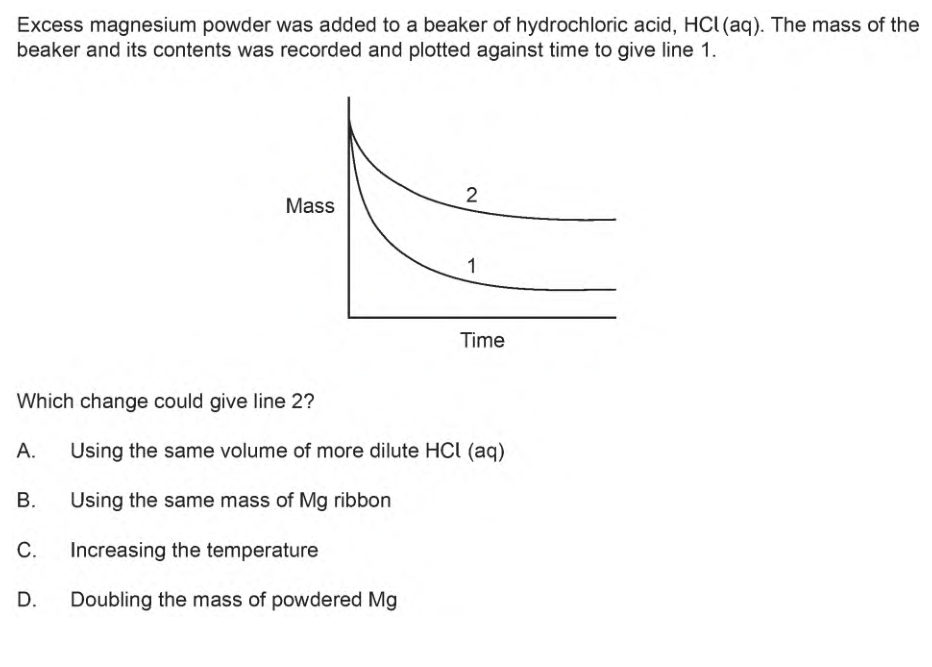 Excess magnesium powder was added to a beaker of hydrochloric acid, HCl (aq). The mass of the
beaker and its contents was recorded and plotted against time to give line 1.
2
Mass
1
Time
Which change could give line 2?
A. Using the same volume of more dilute HCl (aq)
B. Using the same mass of Mg ribbon
C. Increasing the temperature
D. Doubling the mass of powdered Mg